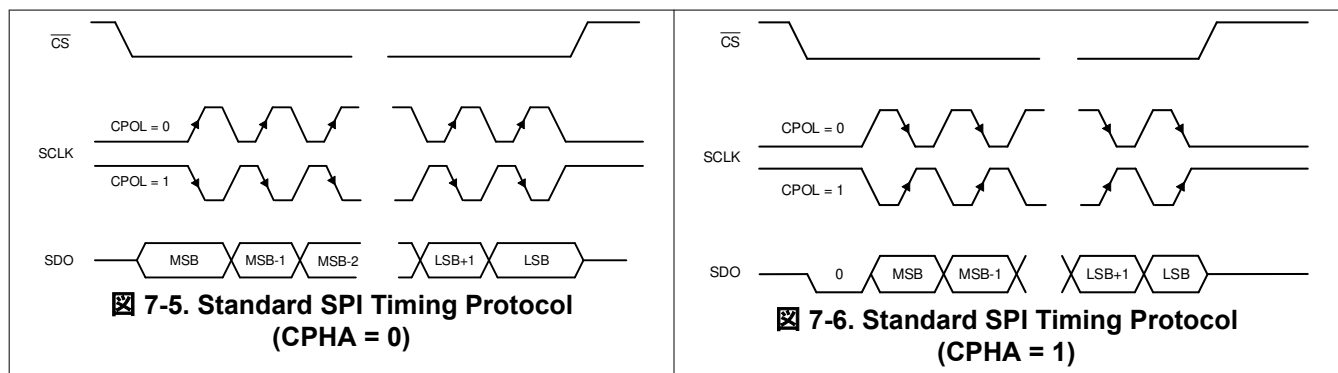 CS
CPOL = 0
SCLK
CPOL = 1
SDO
MSB
MSB-1
MSB-2
LSB+1
LSB
図 7-5. Standard SPI Timing Protocol
(CPHA = 0)
CS
CPOL = 0
SCLK
CPOL = 1
SDO
0
MSB
MSB-1
LSB+1
LSB
図 7-6. Standard SPI Timing Protocol
(CPHA = 1)